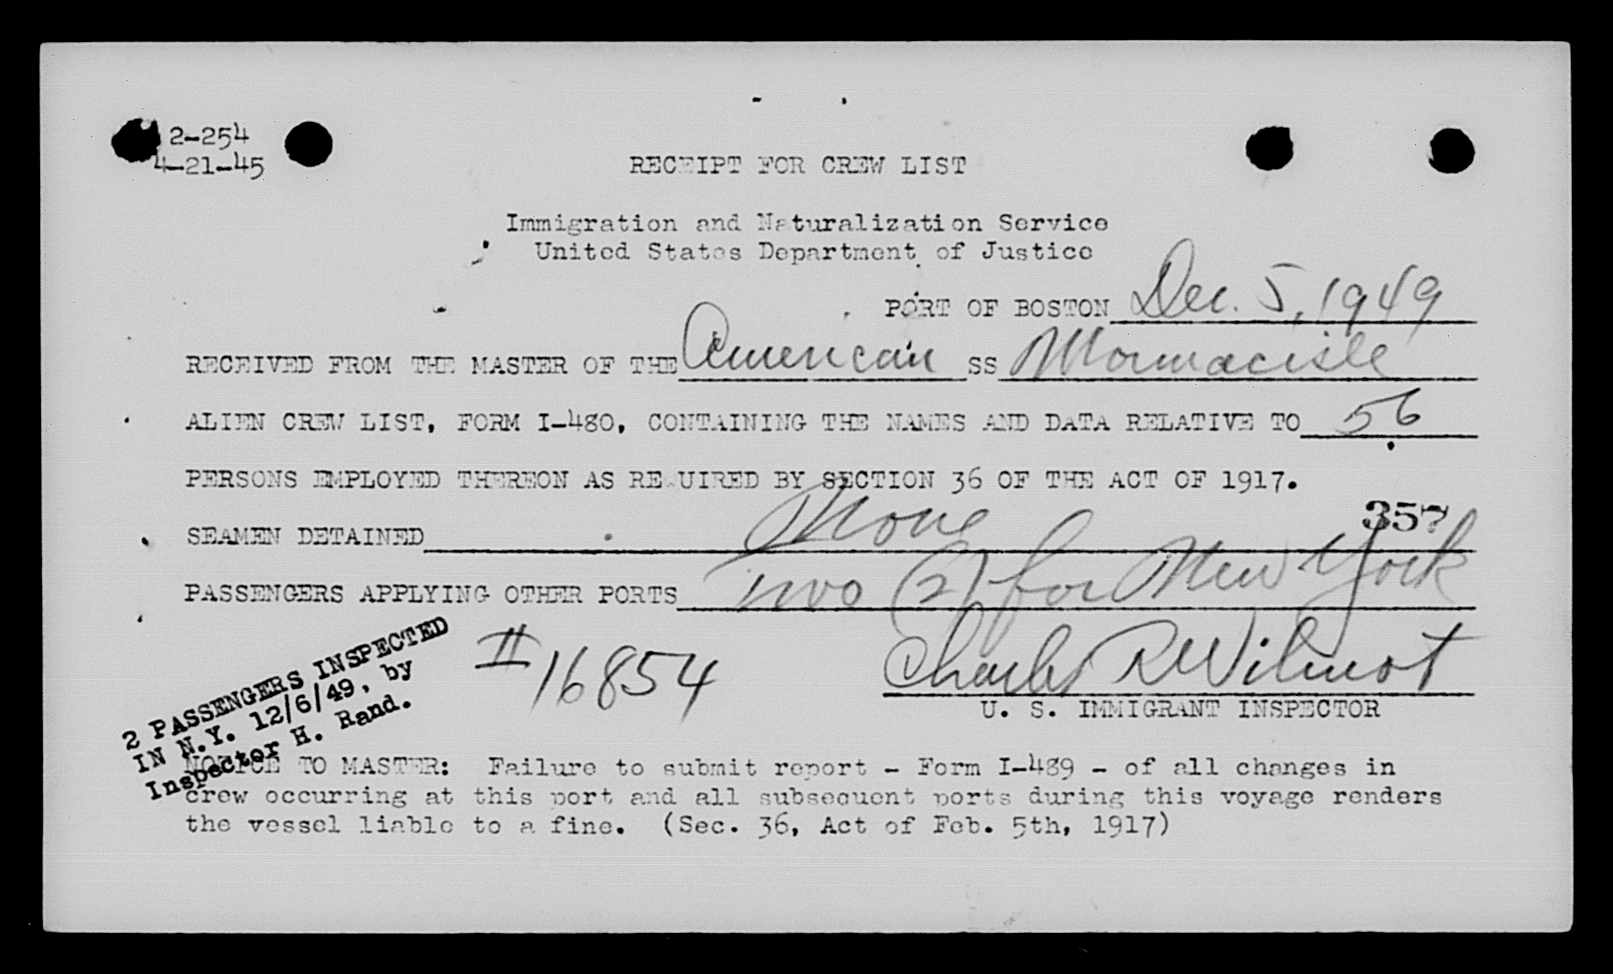 2-254
4-21-45
RECEIPT FOR CREW LIST
Immigration and Naturalization Service
United States Department of Justice
PORT OF BOSTON Dec. 5, 1949
RECEIVED FROM THE MASTER OF THE American SS Mormacisle
ALIEN CREW LIST, FORM I-480, CONTAINING THE NAMES AND DATA RELATIVE TO 56
PERSONS EMPLOYED THEREON AS REQUIRED BY SECTION 36 OF THE ACT OF 1917.
357
SEAMEN DETAINED None
PASSENGERS APPLYING OTHER PORTS Two (2) for New York
2 PASSENGERS INSPECTED
IN N.Y. 12/6/49, by
Inspector H. Rand.
#16854
Charles R Wilmot
U. S. IMMIGRANT INSPECTOR
NOTICE TO MASTER: Failure to submit report - Form I-489 - of all changes in
crew occurring at this port and all subsequent ports during this voyage renders
the vessel liable to a fine. (Sec. 36, Act of Feb. 5th, 1917)